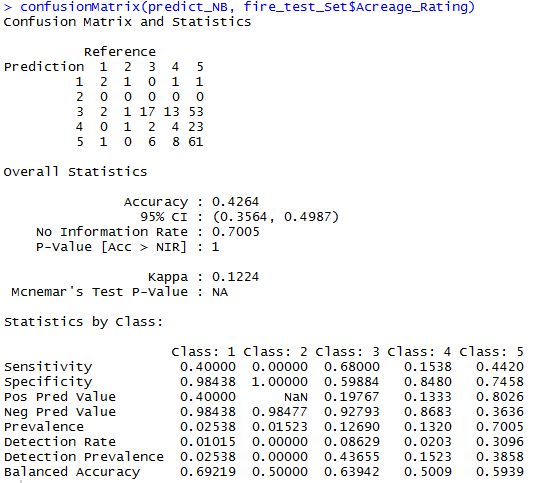 > confusionMatrix(predict_NB, fire_test_Set$Acreage_Rating)
Confusion Matrix and Statistics
Reference
Prediction 1 2 3 4 5
1 2 1 0 1 1
2 0 0 0 0 0
3 2 1 17 13 53
4 0 1 2 4 23
5 1 0 6 8 61
Overall Statistics
Accuracy : 0.4264
95% CI : (0.3564, 0.4987)
No Information Rate : 0.7005
P-Value [Acc > NIR] : 1
Kappa : 0.1224
Mcnemar's Test P-Value : NA
Statistics by Class:
Class: 1 Class: 2 Class: 3 Class: 4 Class: 5
Sensitivity 0.40000 0.00000 0.68000 0.1538 0.4420
Specificity 0.98438 1.00000 0.59884 0.8480 0.7458
Pos Pred Value 0.40000 NaN 0.19767 0.1333 0.8026
Neg Pred Value 0.98438 0.98477 0.92793 0.8683 0.3636
Prevalence 0.02538 0.01523 0.12690 0.1320 0.7005
Detection Rate 0.01015 0.00000 0.08629 0.0203 0.3096
Detection Prevalence 0.02538 0.00000 0.43655 0.1523 0.3858
Balanced Accuracy 0.69219 0.50000 0.63942 0.5009 0.5939